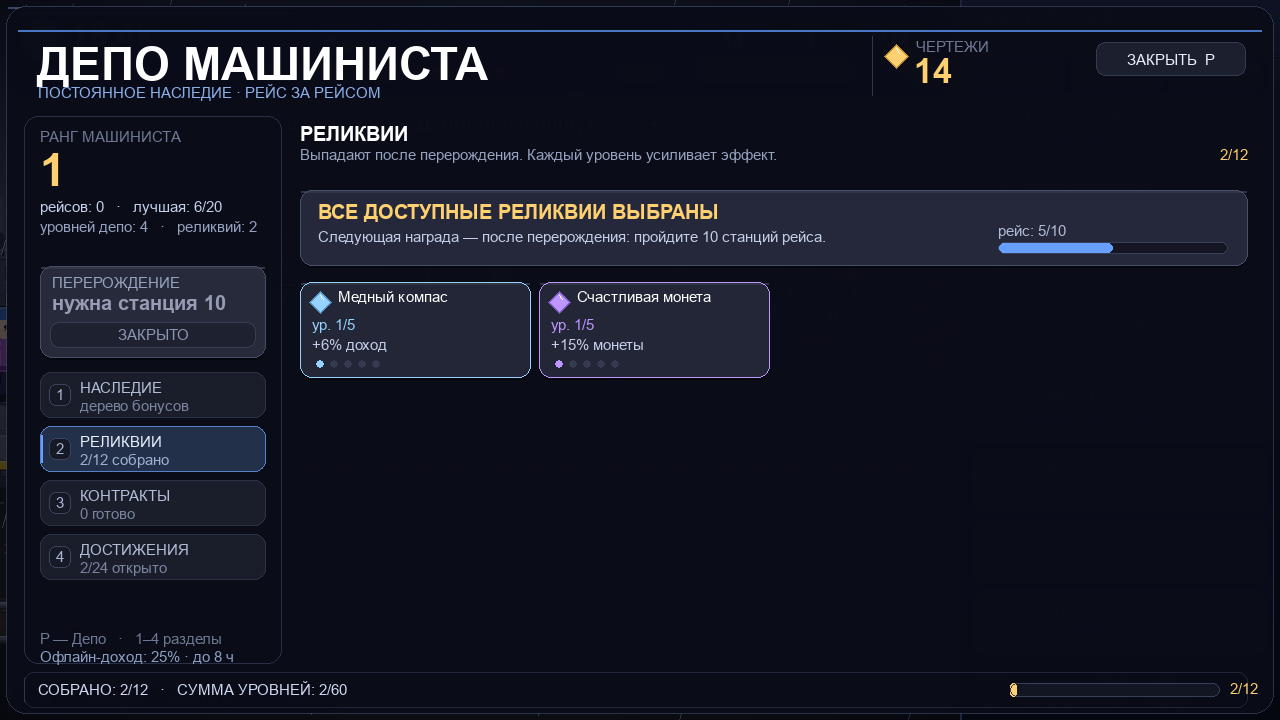 ДЕПО МАШИНИСТА
ПОСТОЯННОЕ НАСЛЕДИЕ · РЕЙС ЗА РЕЙСОМ
ЧЕРТЕЖИ
14
ЗАКРЫТЬ P
РАНГ МАШИНИСТА
1
рейсов: 0 · лучшая: 6/20
уровней депо: 4 · реликвий: 2
ПЕРЕРОЖДЕНИЕ
нужна станция 10
ЗАКРЫТО
1 НАСЛЕДИЕ
дерево бонусов
2 РЕЛИКВИИ
2/12 собрано
3 КОНТРАКТЫ
0 готово
4 ДОСТИЖЕНИЯ
2/24 открыто
P — Депо · 1–4 разделы
Офлайн-доход: 25% · до 8 ч
РЕЛИКВИИ
Выпадают после перерождения. Каждый уровень усиливает эффект.
2/12
ВСЕ ДОСТУПНЫЕ РЕЛИКВИИ ВЫБРАНЫ
Следующая награда — после перерождения: пройдите 10 станций рейса.
рейс: 5/10
Медный компас
ур. 1/5
+6% доход
Счастливая монета
ур. 1/5
+15% монеты
СОБРАНО: 2/12 · СУММА УРОВНЕЙ: 2/60
2/12